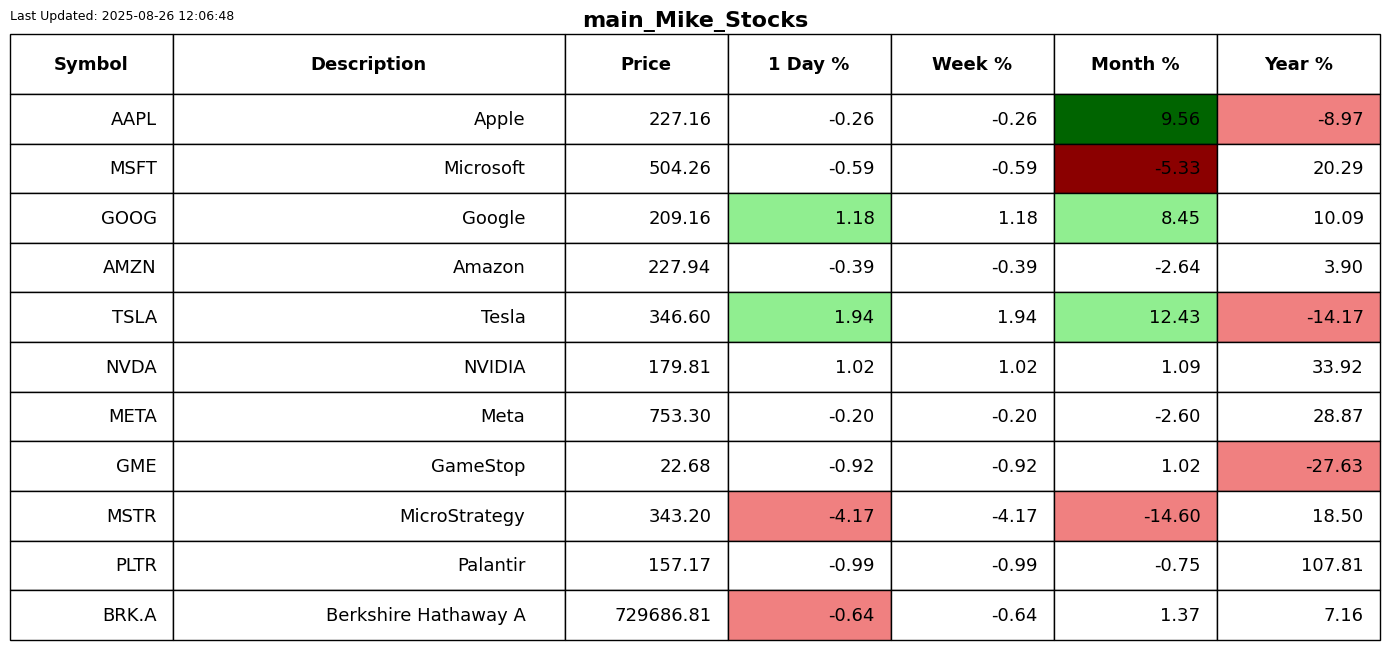 Last Updated: 2025-08-26 12:06:48
main_Mike_Stocks
Symbol Description Price 1 Day % Week % Month % Year %
AAPL Apple 227.16 -0.26 -0.26 9.56 -8.97
MSFT Microsoft 504.26 -0.59 -0.59 -5.33 20.29
GOOG Google 209.16 1.18 1.18 8.45 10.09
AMZN Amazon 227.94 -0.39 -0.39 -2.64 3.90
TSLA Tesla 346.60 1.94 1.94 12.43 -14.17
NVDA NVIDIA 179.81 1.02 1.02 1.09 33.92
META Meta 753.30 -0.20 -0.20 -2.60 28.87
GME GameStop 22.68 -0.92 -0.92 1.02 -27.63
MSTR MicroStrategy 343.20 -4.17 -4.17 -14.60 18.50
PLTR Palantir 157.17 -0.99 -0.99 -0.75 107.81
BRK.A Berkshire Hathaway A 729686.81 -0.64 -0.64 1.37 7.16